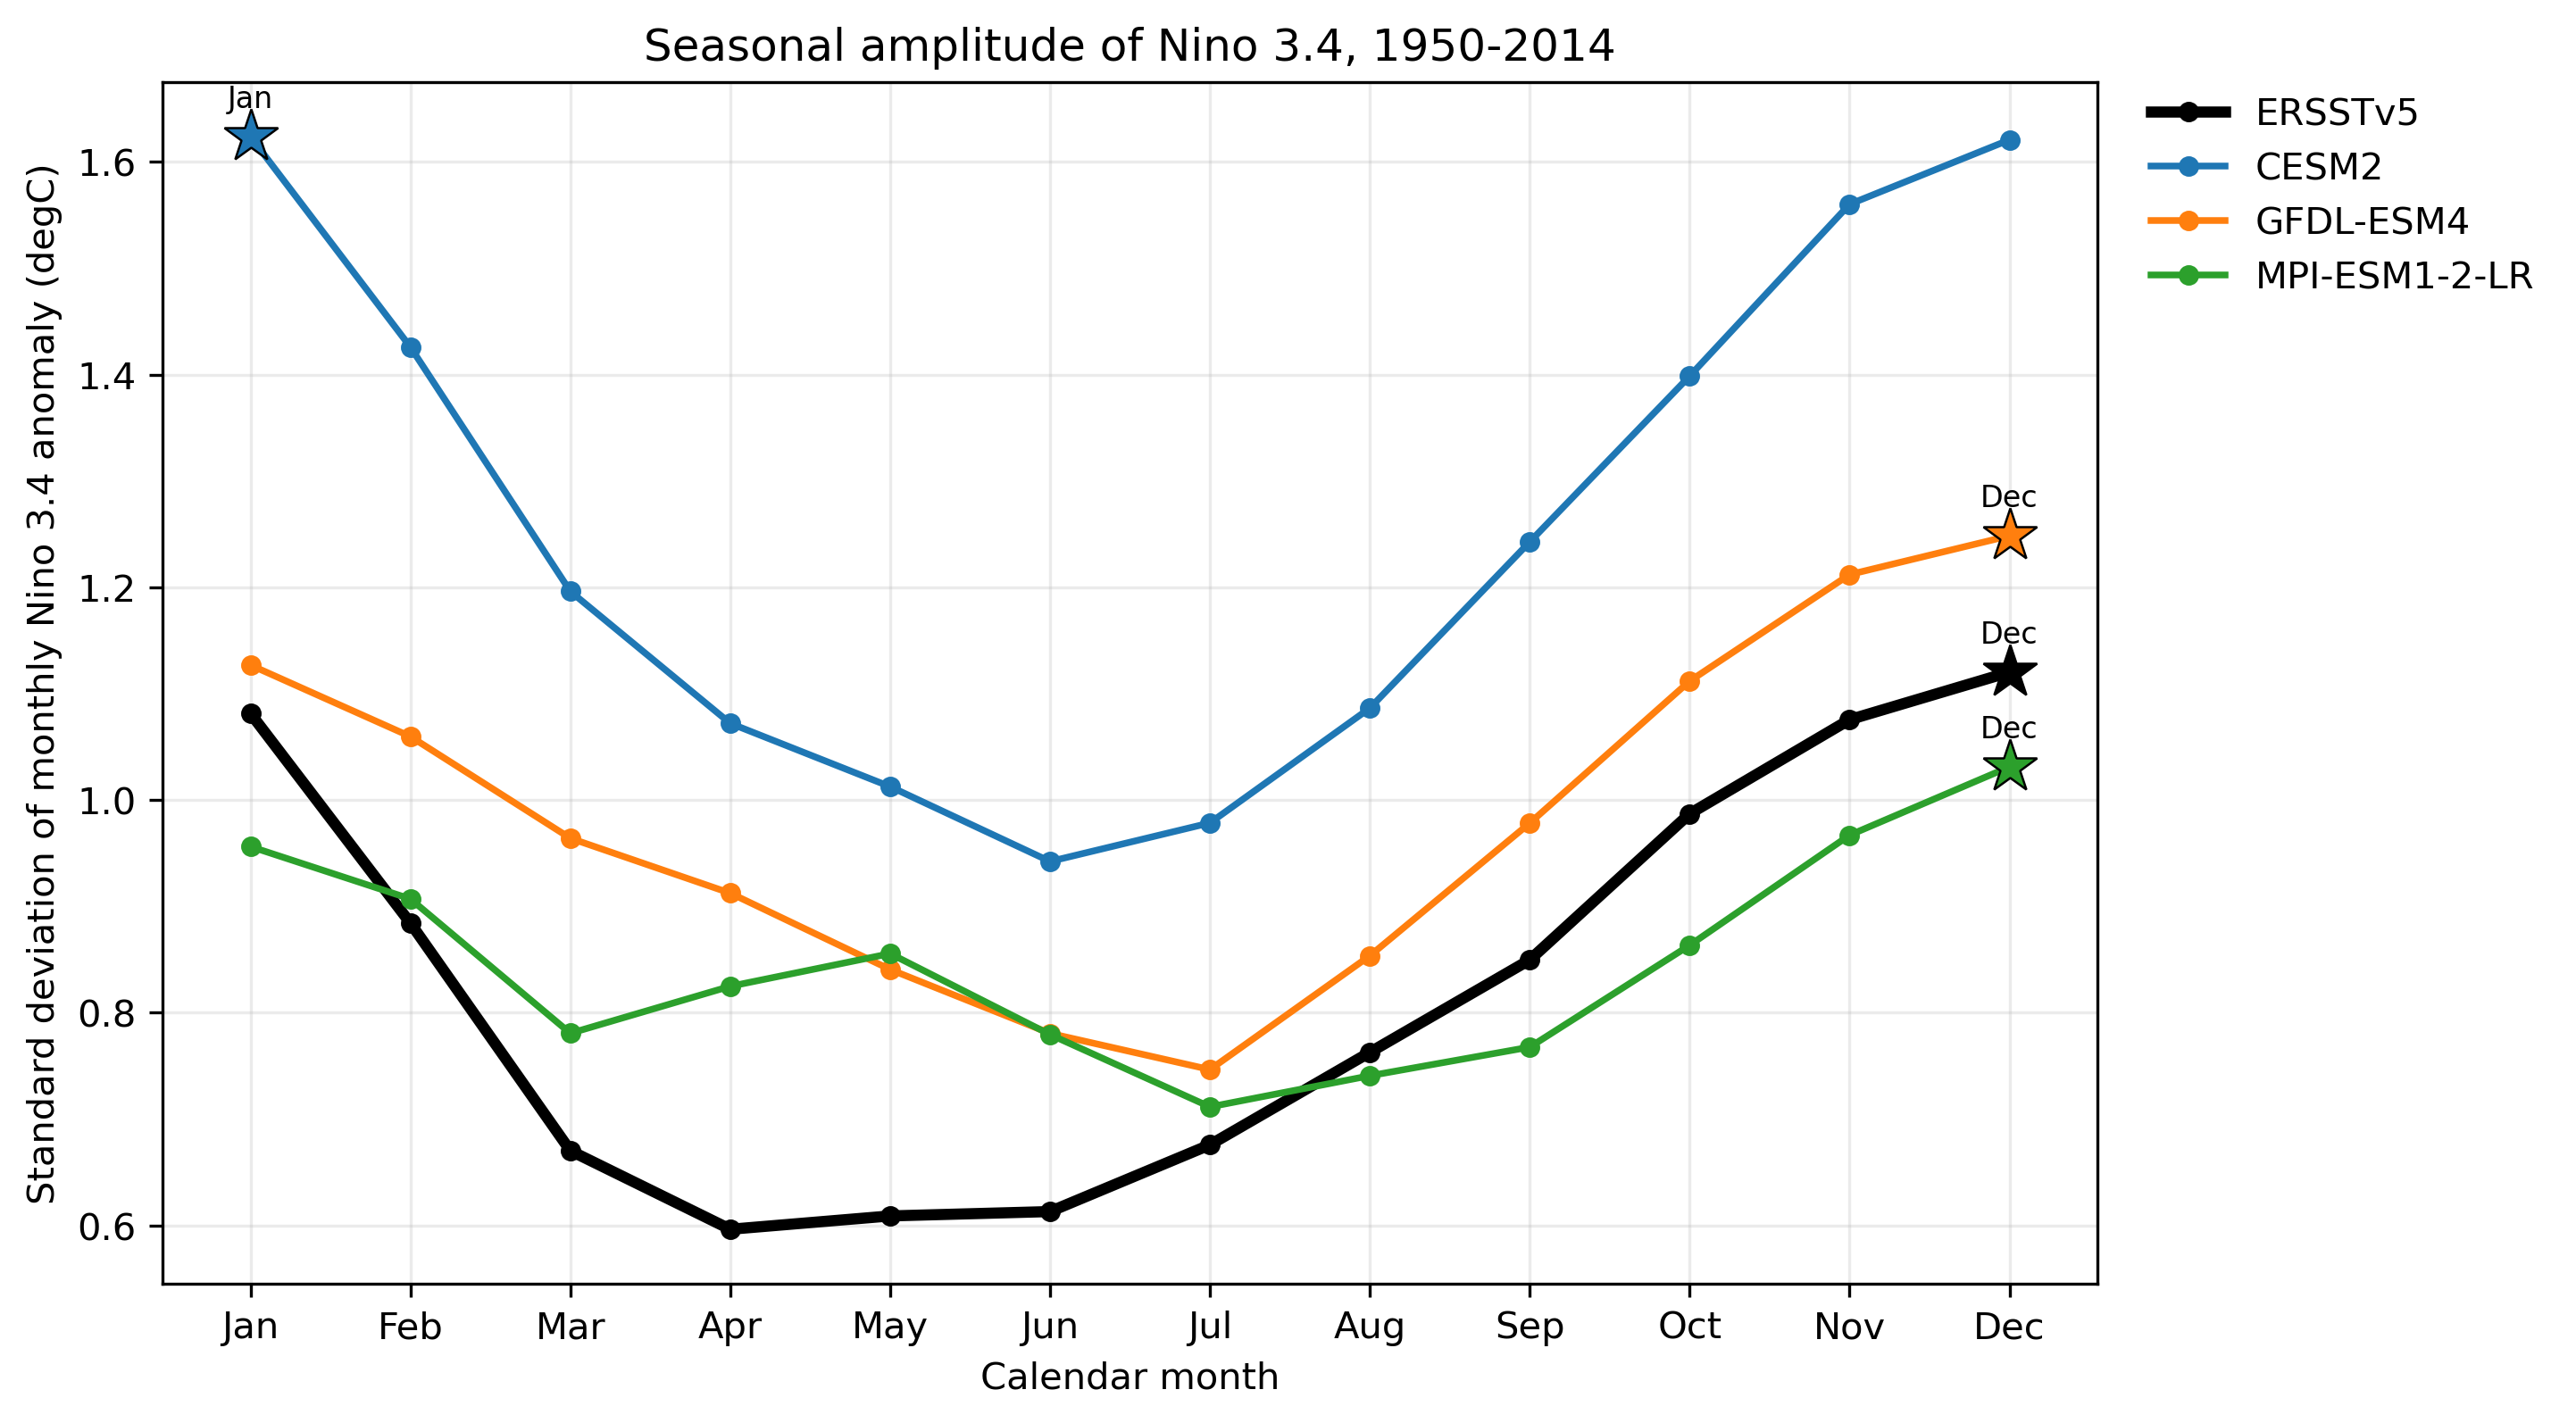 Seasonal amplitude of Nino 3.4, 1950-2014
Standard deviation of monthly Nino 3.4 anomaly (degC)
1.6
1.4
1.2
1.0
0.8
0.6
Jan
Dec
Dec
Dec
Jan Feb Mar Apr May Jun Jul Aug Sep Oct Nov Dec
Calendar month
ERSSTv5
CESM2
GFDL-ESM4
MPI-ESM1-2-LR